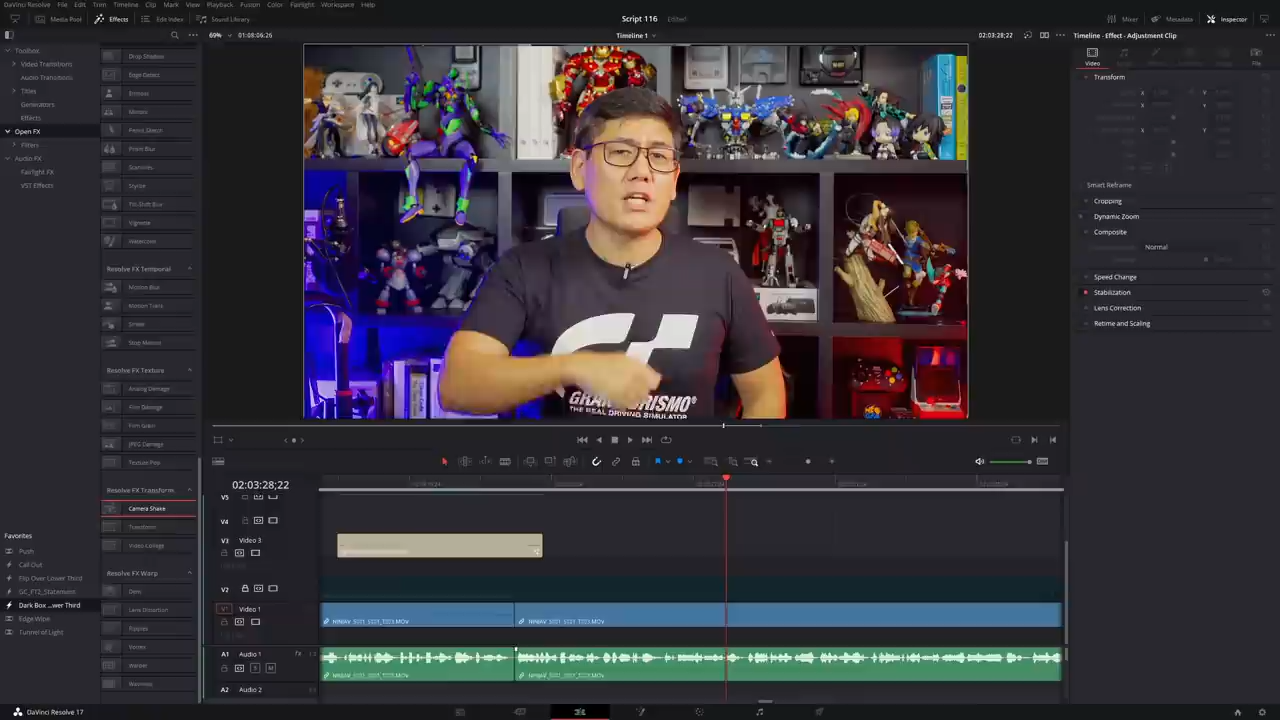 DaVinci Resolve File Edit Trim Timeline Clip Mark View Playback Fusion Color Fairlight Workspace Help
Media Pool Effects Edit Index Sound Library
Script 116 Edited
Mixer Metadata Inspector
69% 01:08:06:26
Timeline 1
02:03:28;22
Timeline - Effect - Adjustment Clip
Toolbox
Video Transitions
Audio Transitions
Titles
Generators
Effects
Open FX
Filters
Audio FX
Fairlight FX
VST Effects
Favorites
Push
Call Out
Flip Over Lower Third
GC_FT2_Statement
Dark Box ...wer Third
Edge Wipe
Tunnel of Light
Drop Shadow
Edge Detect
Emboss
Mirrors
Pencil Sketch
Prism Blur
Scanlines
Stylize
Tilt-Shift Blur
Vignette
Watercolor
Resolve FX Temporal
Motion Blur
Motion Trails
Smear
Stop Motion
Resolve FX Texture
Analog Damage
Film Damage
Film Grain
JPEG Damage
Texture Pop
Resolve FX Transform
Camera Shake
Transform
Video Collage
Resolve FX Warp
Dent
Lens Distortion
Ripples
Vortex
Warper
Waviness
GRAN TURISMO
THE REAL DRIVING SIMULATOR
Video
File
Transform
X Y
X Y
X
Smart Reframe
Cropping
Dynamic Zoom
Composite
Normal
Speed Change
Stabilization
Lens Correction
Retime and Scaling
02:03:28;22
V5
V4
V3 Video 3
V2
V1 Video 1
A1 Audio 1 fx
S M
A2 Audio 2
DaVinci Resolve 17